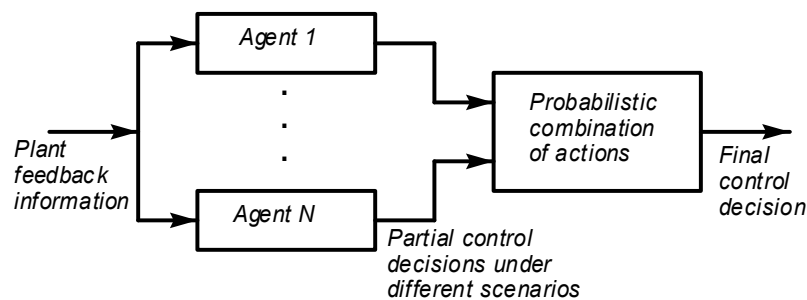 Agent 1
Plant
feedback
information
Agent N
Partial control
decisions under
different scenarios
Probabilistic
combination
of actions
Final
control
decision